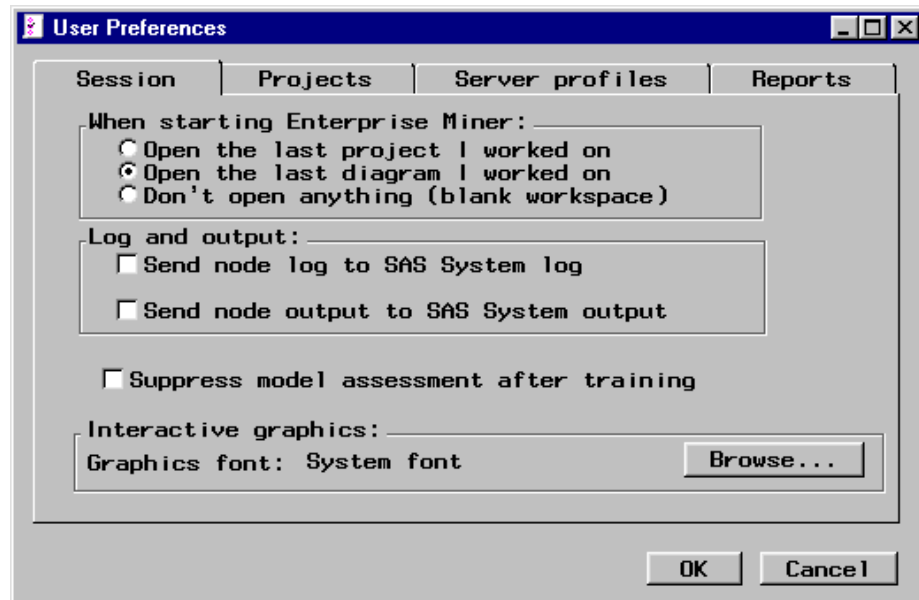 User Preferences
Session Projects Server profiles Reports
When starting Enterprise Miner:
Open the last project I worked on
Open the last diagram I worked on
Don't open anything (blank workspace)
Log and output:
Send node log to SAS System log
Send node output to SAS System output
Suppress model assessment after training
Interactive graphics:
Graphics font: System font Browse...
OK Cancel